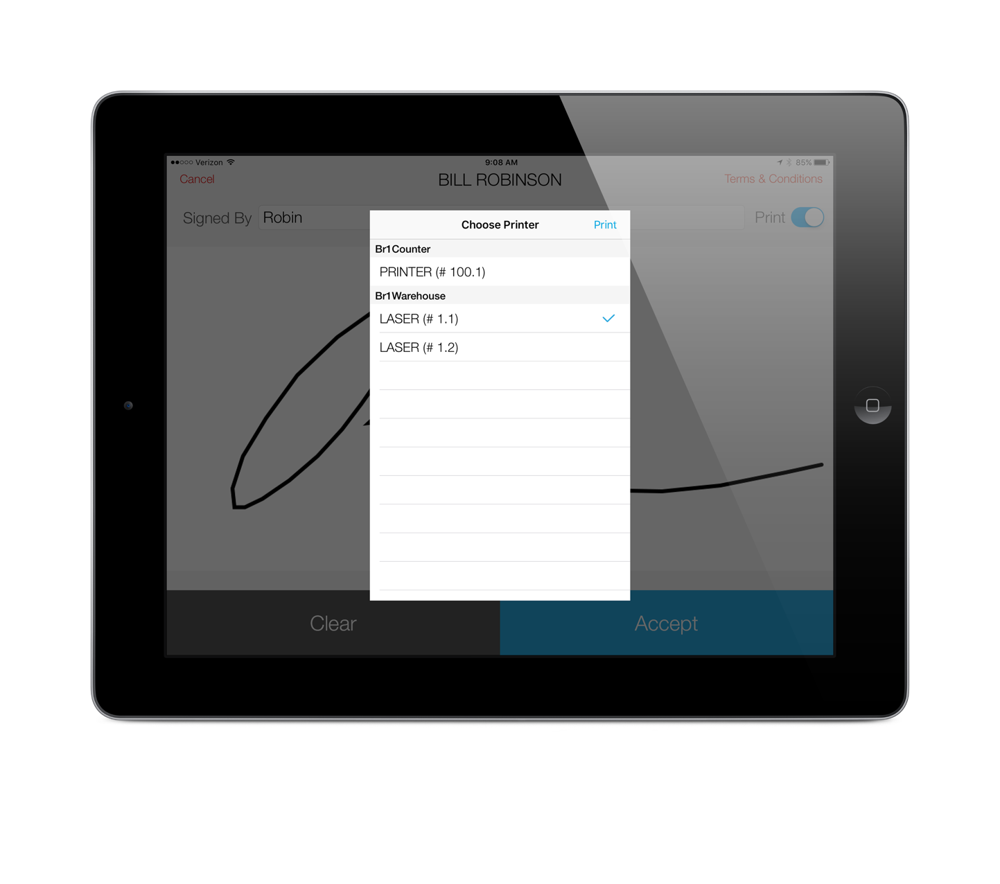 Verizon 9:08 AM 85%
Cancel BILL ROBINSON Terms & Conditions
Signed By Robin Print
Choose Printer Print
Br1Counter
PRINTER (# 100.1)
Br1Warehouse
LASER (# 1.1)
LASER (# 1.2)
Clear Accept